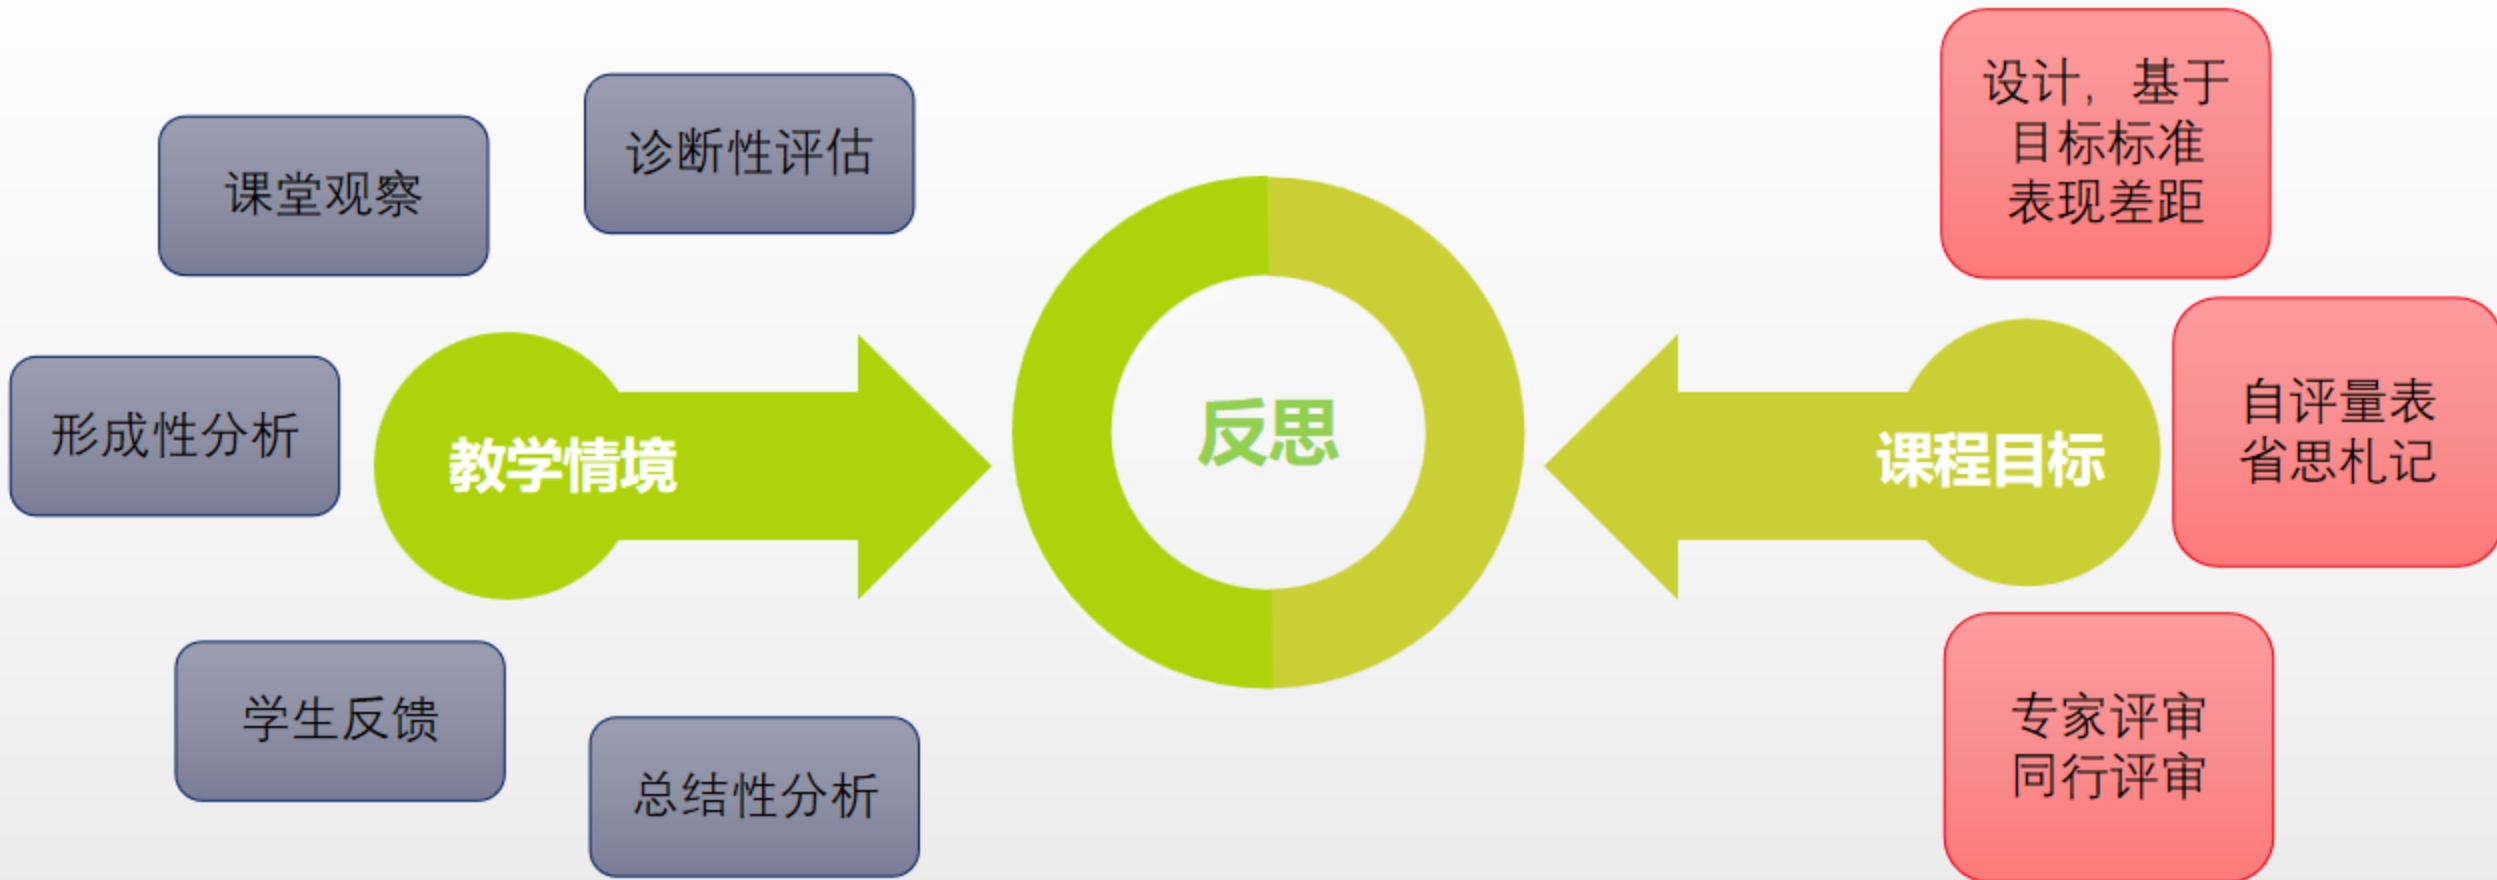 诊断性评估
课堂观察
形成性分析
教学情境
学生反馈
总结性分析
反思
设计，基于
目标标准
表现差距
课程目标
自评量表
省思札记
专家评审
同行评审